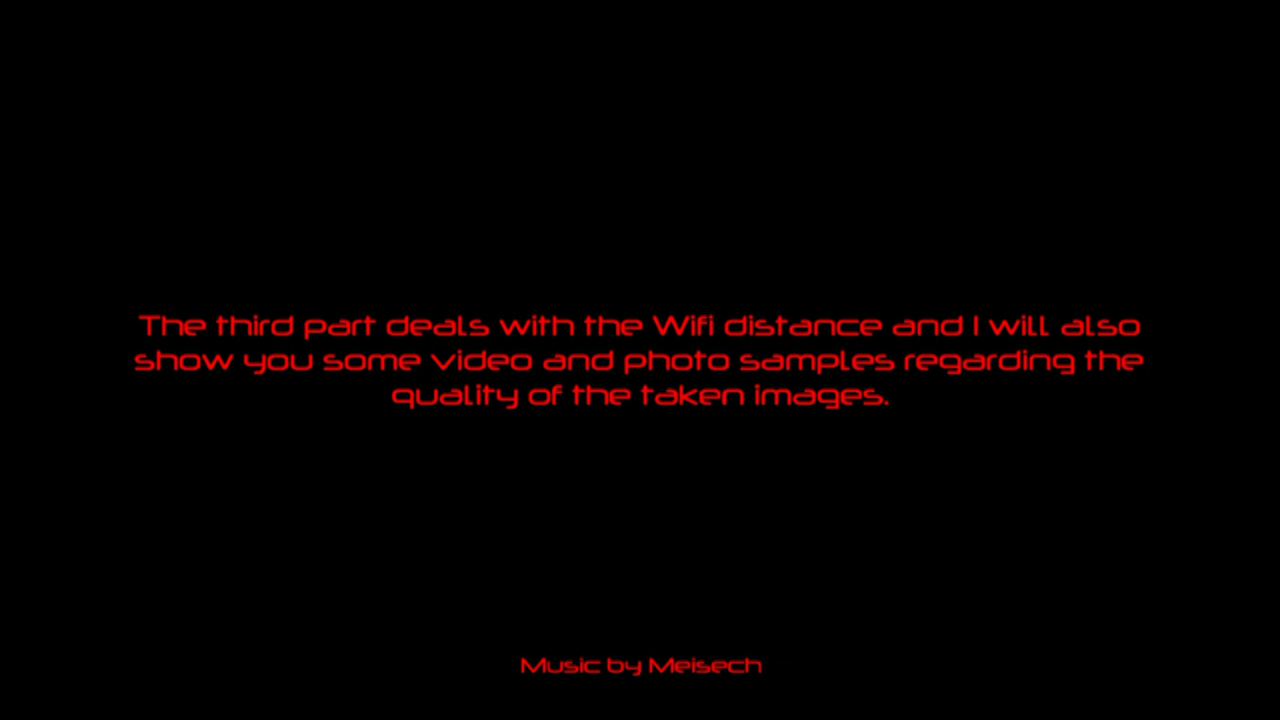 The third part deals with the Wifi distance and I will also
show you some video and photo samples regarding the
quality of the taken images.
Music by Meisech